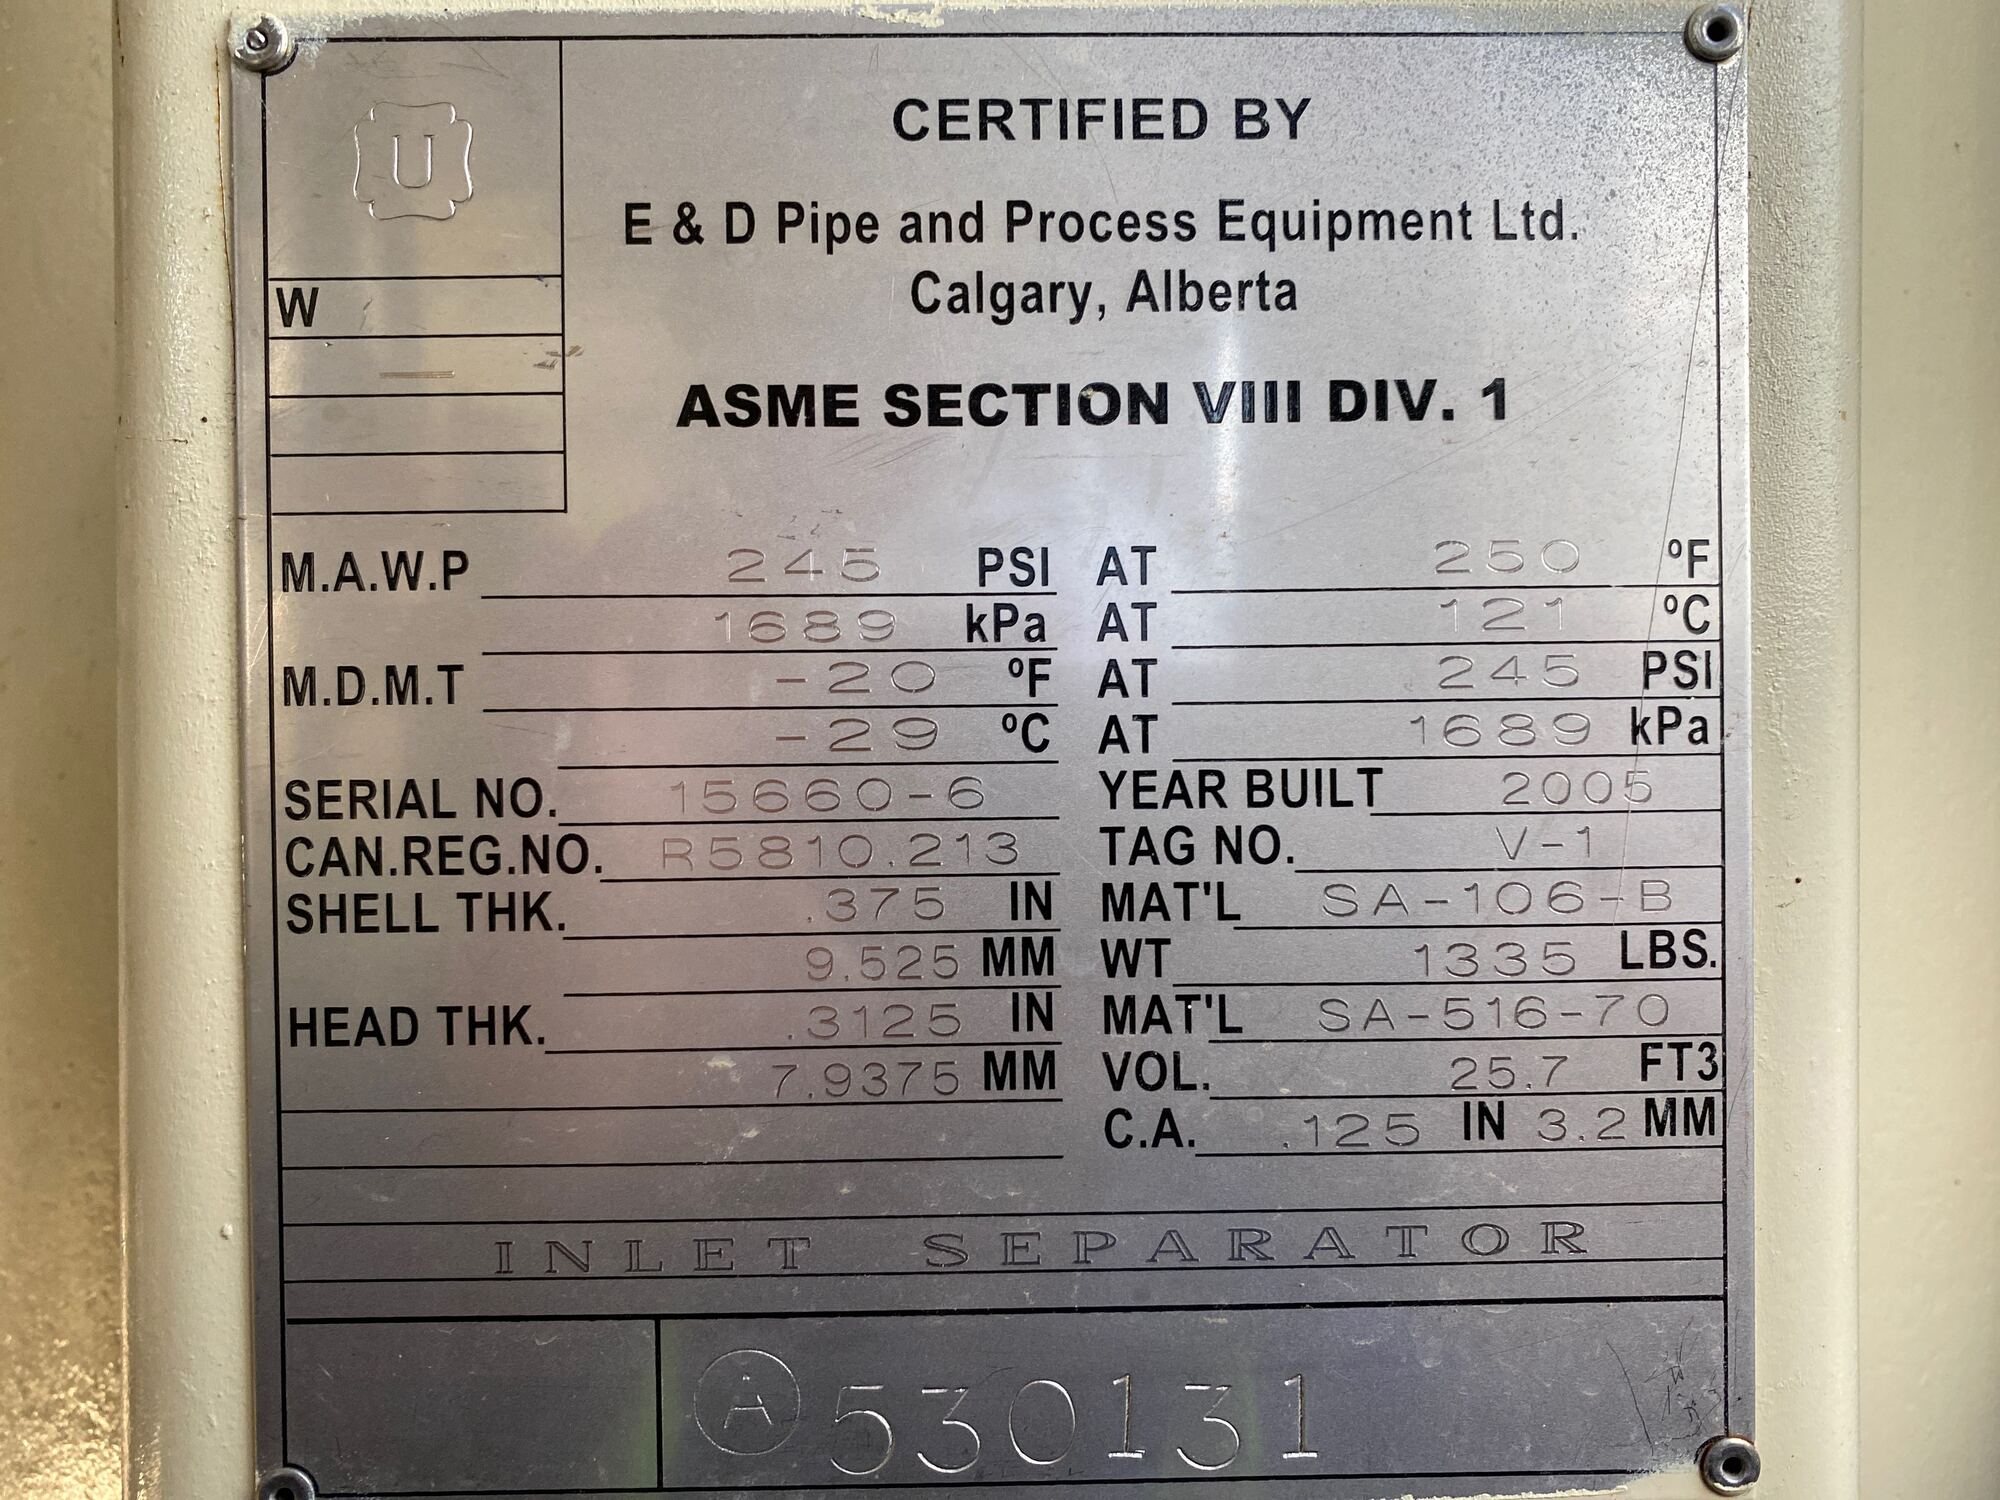 U
CERTIFIED BY
E & D Pipe and Process Equipment Ltd.
Calgary, Alberta
W
ASME SECTION VIII DIV. 1
M.A.W.P 245 PSI AT 250 ºF
1689 kPa AT 121 ºC
M.D.M.T -20 ºF AT 245 PSI
-29 ºC AT 1689 kPa
SERIAL NO. 15660-6 YEAR BUILT 2005
CAN.REG.NO. R5810.213 TAG NO. V-1
SHELL THK. .375 IN MAT'L SA-106-B
9.525 MM WT 1335 LBS.
HEAD THK. .3125 IN MAT'L SA-516-70
7.9375 MM VOL. 25.7 FT3
C.A. .125 IN 3.2 MM
INLET SEPARATOR
A 530131